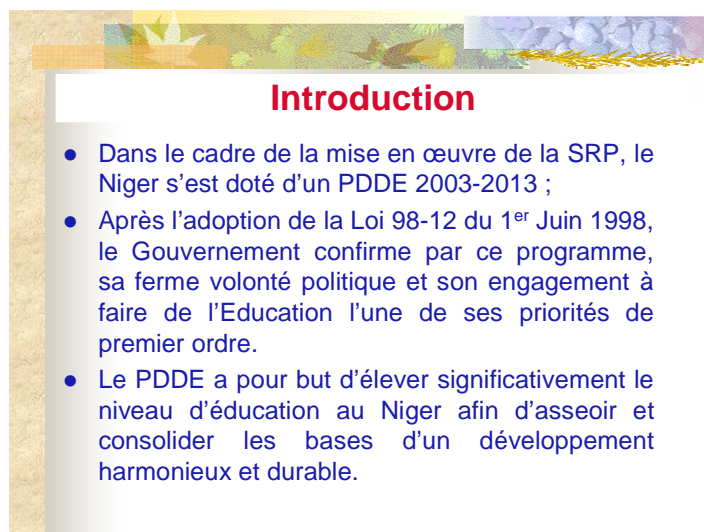 Introduction
● Dans le cadre de la mise en œuvre de la SRP, le
Niger s’est doté d’un PDDE 2003-2013 ;
● Après l’adoption de la Loi 98-12 du 1er Juin 1998,
le Gouvernement confirme par ce programme,
sa ferme volonté politique et son engagement à
faire de l’Education l’une de ses priorités de
premier ordre.
● Le PDDE a pour but d’élever significativement le
niveau d’éducation au Niger afin d’asseoir et
consolider les bases d’un développement
harmonieux et durable.